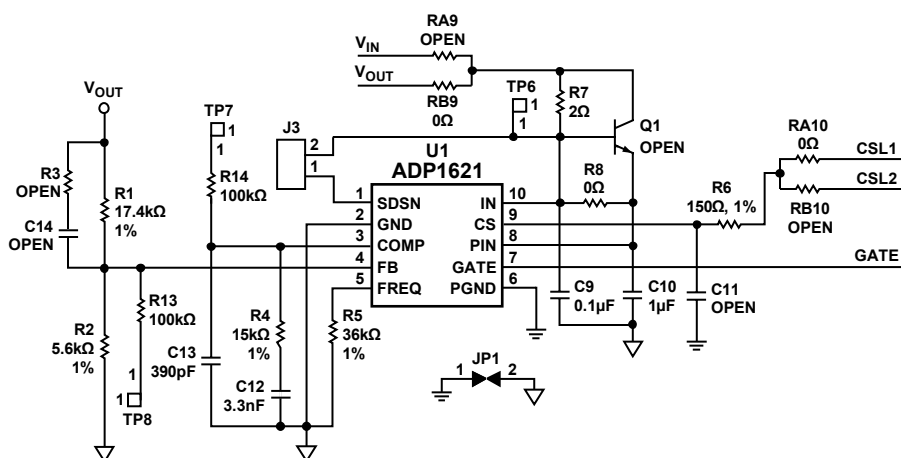 RA9
OPEN
VIN
VOUT
RB9
0Ω
R7
2Ω
TP6
1
1
Q1
OPEN
VOUT
TP7
1
1
J3
2
1
R14
100kΩ
U1
ADP1621
RA10
0Ω
CSL1
CSL2
RB10
OPEN
R3
OPEN
R1
17.4kΩ
1%
C14
OPEN
R8
0Ω
R6
150Ω, 1%
1 SDSN
2 GND
3 COMP
4 FB
5 FREQ
IN 10
CS 9
PIN 8
GATE 7
PGND 6
GATE
R2
5.6kΩ
1%
R13
100kΩ
1
1
TP8
C13
390pF
R4
15kΩ
1%
C12
3.3nF
R5
36kΩ
1%
C9
0.1µF
C10
1µF
C11
OPEN
JP1
1 2